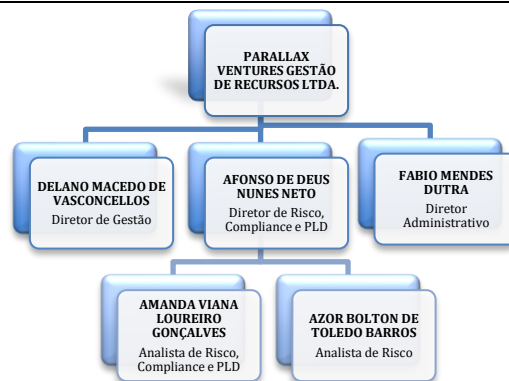 PARALLAX
VENTURES GESTÃO
DE RECURSOS LTDA.
DELANO MACEDO DE
VASCONCELLOS
Diretor de Gestão
AFONSO DE DEUS
NUNES NETO
Diretor de Risco,
Compliance e PLD
FABIO MENDES
DUTRA
Diretor
Administrativo
AMANDA VIANA
LOUREIRO
GONÇALVES
Analista de Risco,
Compliance e PLD
AZOR BOLTON DE
TOLEDO BARROS
Analista de Risco